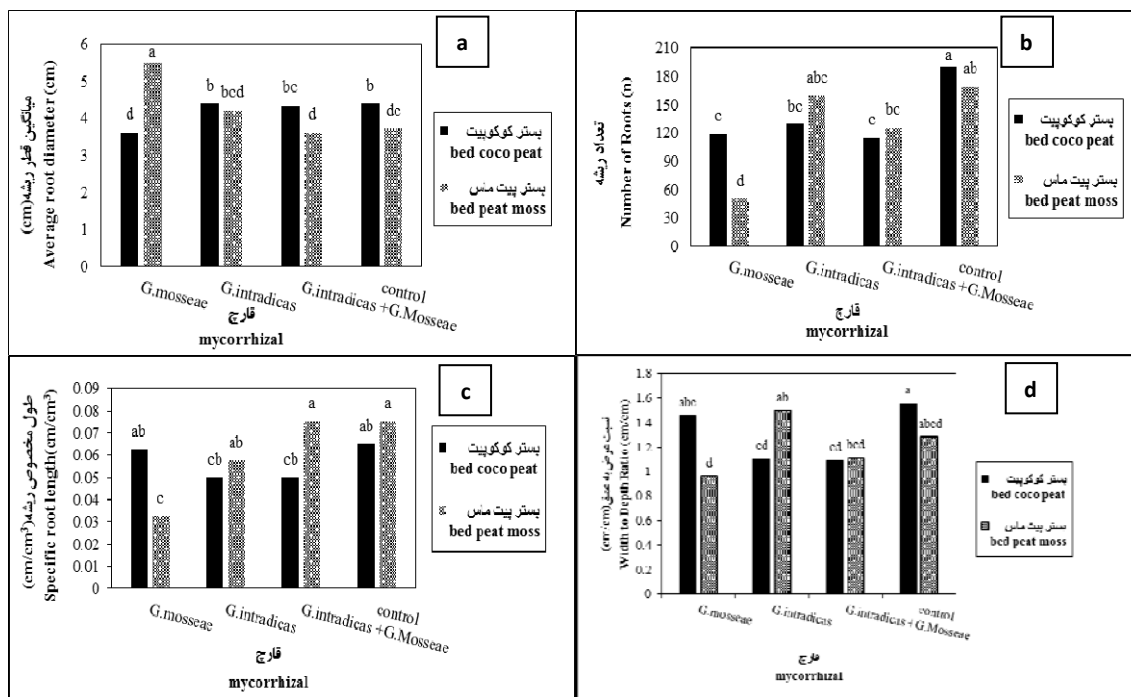 a
میانگین قطر ریشه(cm)
Average root diameter (cm)
6
5
4
3
2
1
0
d
a
b
bcd
bc
d
b
dc
G.mosseae
G.intradicas
G.intradicas +G.Mosseae
control
قارچ
mycorrhizal
بستر کوکوپیت
bed coco peat
بستر پیت ماس
bed peat moss
b
تعداد ریشه
Number of Roots (n)
210
180
150
120
90
60
30
0
c
d
bc
abc
c
bc
a
ab
G.mosseae
G.intradicas
G.intradicas +G.Mosseae
control
قارچ
mycorrhizal
بستر کوکوپیت
bed coco peat
بستر پیت ماس
bed peat moss
c
طول مخصوص ریشه(cm/cm³)
Specific root length(cm/cm³)
0.09
0.08
0.07
0.06
0.05
0.04
0.03
0.02
0.01
0
ab
c
cb
ab
cb
a
ab
a
G.mosseae
G.intradicas
G.intradicas +G.Mosseae
control
قارچ
mycorrhizal
بستر کوکوپیت
bed coco peat
بستر پیت ماس
bed peat moss
d
نسبت عرض به عمق(cm/cm)
Width to Depth Ratio (cm/cm)
1.8
1.6
1.4
1.2
1
0.8
0.6
0.4
0.2
0
abc
d
cd
ab
cd
bcd
a
abcd
G.mosseae
G.intradicas
G.intradicas +G.Mosseae
control
قارچ
mycorrhizal
بستر کوکوپیت
bed coco peat
بستر پیت ماس
bed peat moss